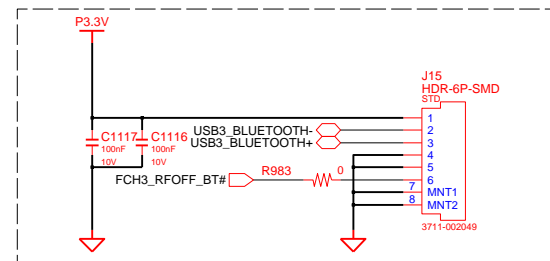 P3.3V
J15
HDR-6P-SMD
STD
C1117
100nF
10V
C1116
100nF
10V
USB3_BLUETOOTH-
USB3_BLUETOOTH+
FCH3_RFOFF_BT#
R983
0
1
2
3
4
5
6
7
MNT1
8
MNT2
3711-002049